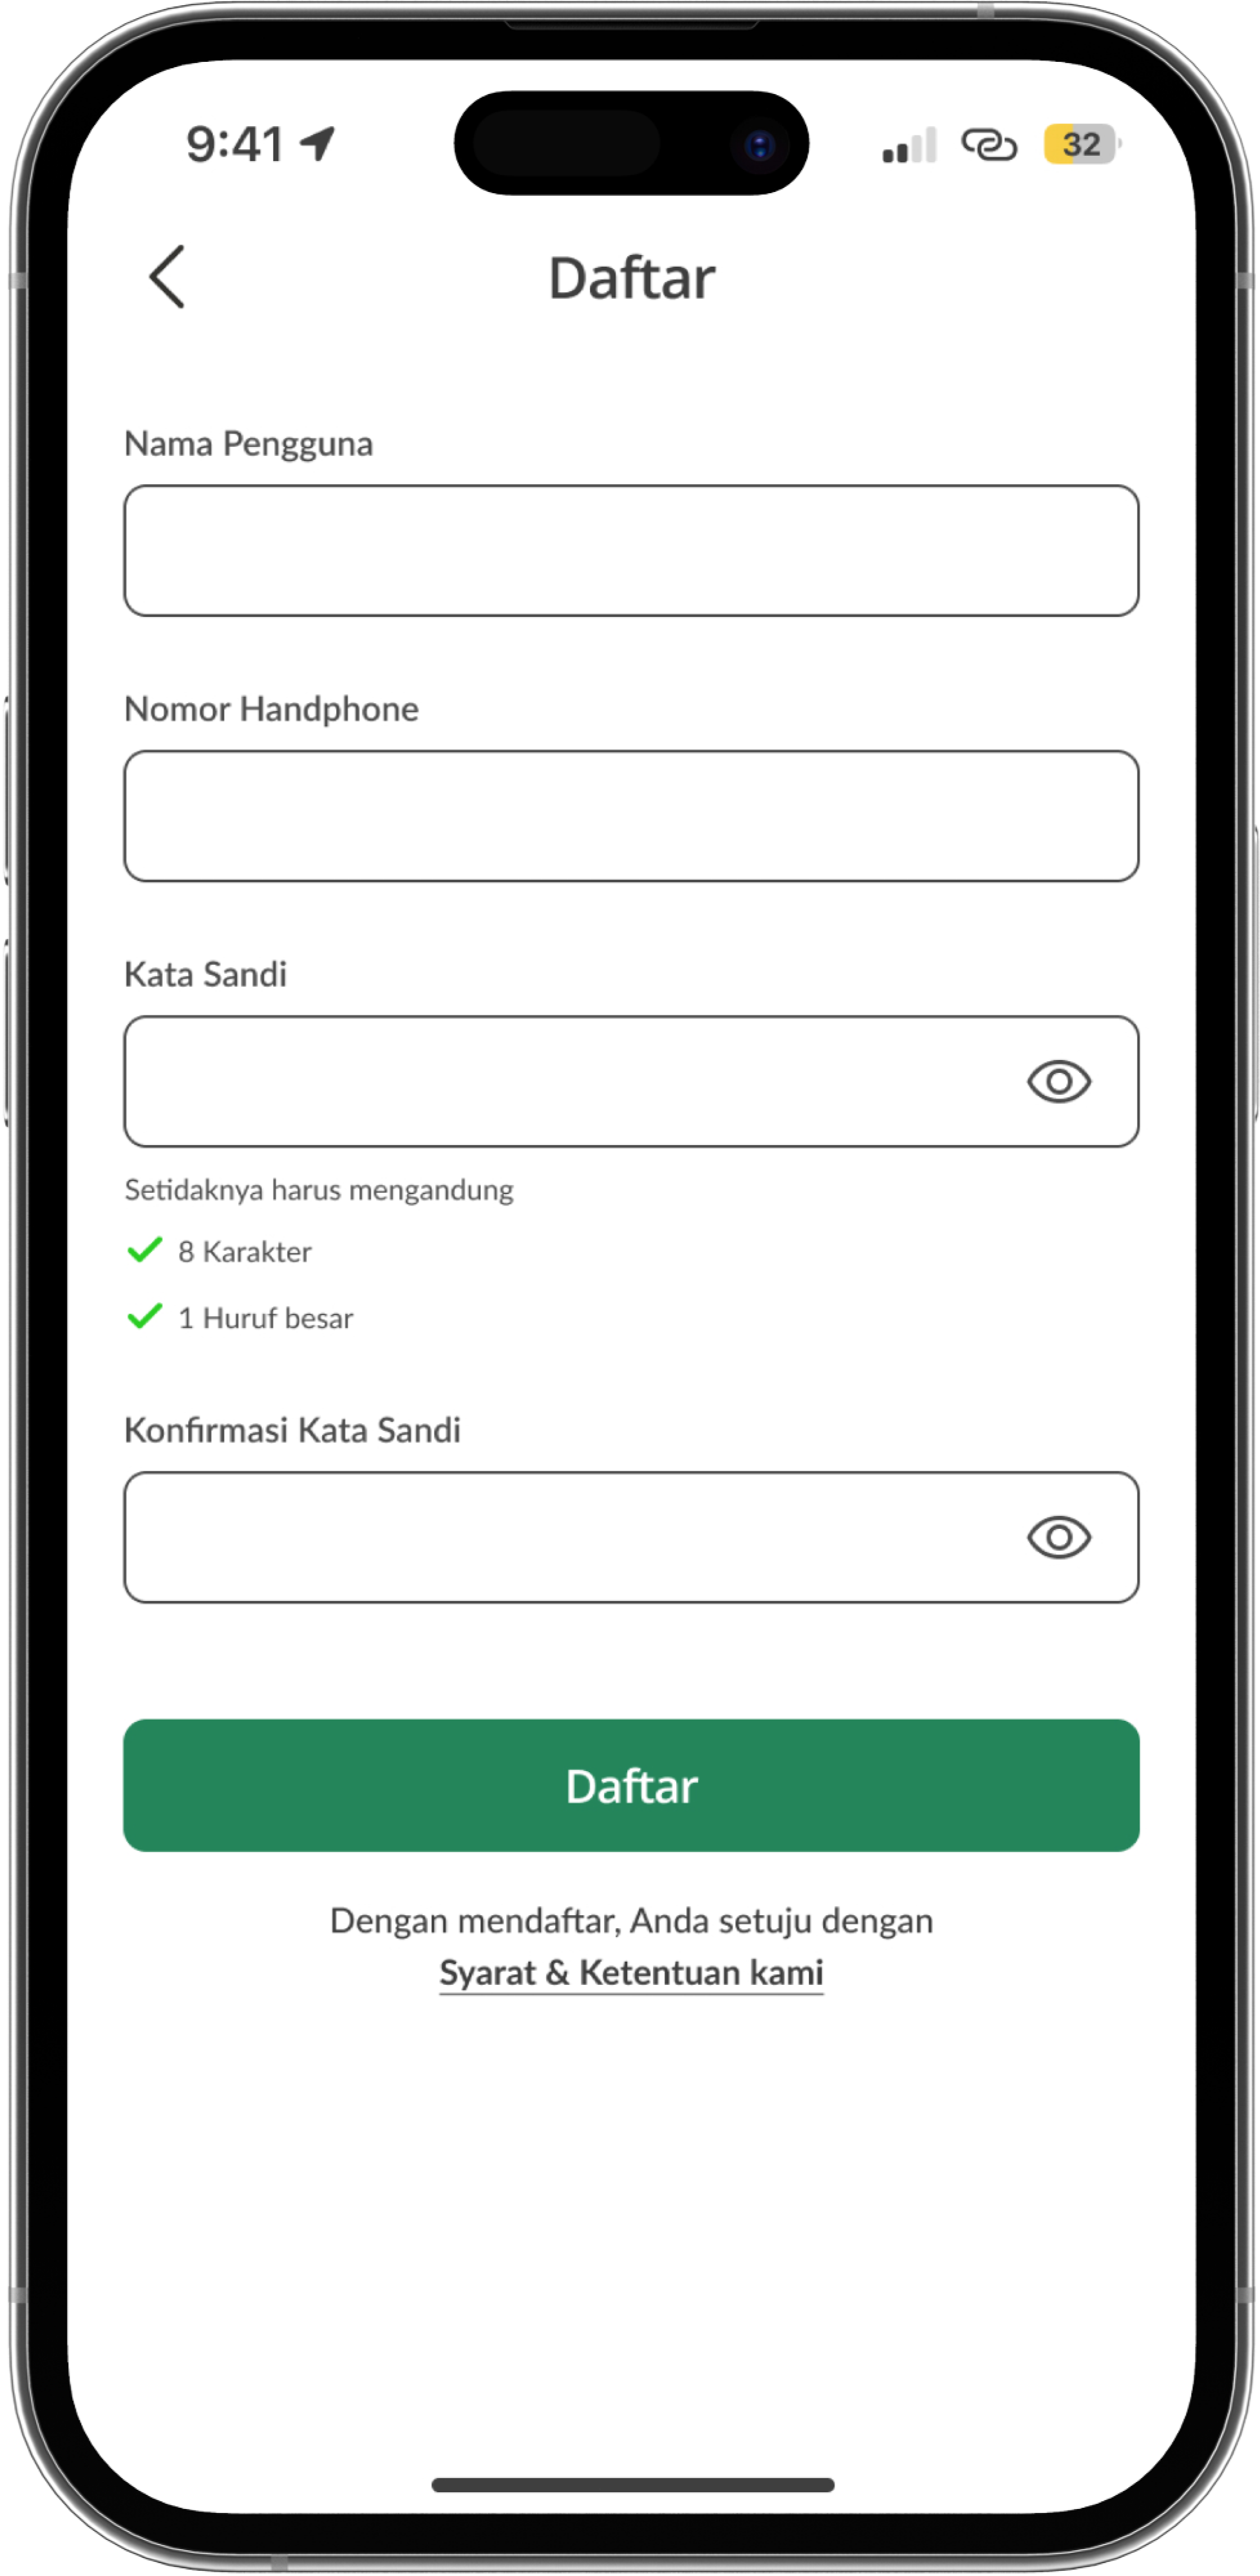 9:41
32
Daftar
Nama Pengguna
Nomor Handphone
Kata Sandi
Setidaknya harus mengandung
8 Karakter
1 Huruf besar
Konfirmasi Kata Sandi
Daftar
Dengan mendaftar, Anda setuju dengan
Syarat & Ketentuan kami